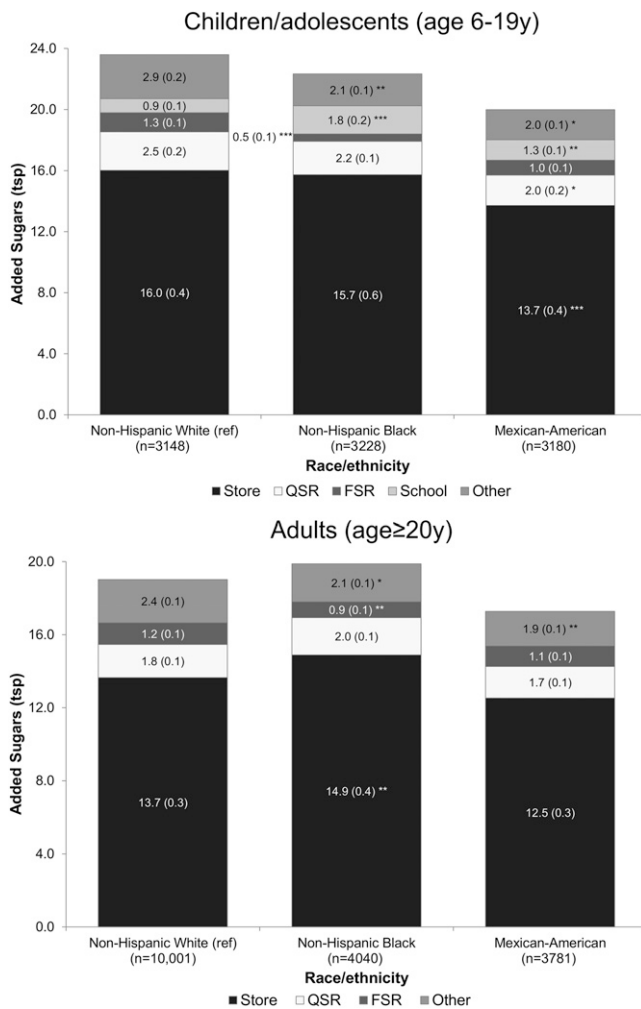 Children/adolescents (age 6-19y)
Added Sugars (tsp)
24.0
20.0
16.0
12.0
8.0
4.0
0.0
2.9 (0.2)
0.9 (0.1)
1.3 (0.1)
2.5 (0.2)
16.0 (0.4)
2.1 (0.1) **
1.8 (0.2) ***
0.5 (0.1) ***
2.2 (0.1)
15.7 (0.6)
2.0 (0.1) *
1.3 (0.1) **
1.0 (0.1)
2.0 (0.2) *
13.7 (0.4) ***
Non-Hispanic White (ref)
(n=3148)
Non-Hispanic Black
(n=3228)
Mexican-American
(n=3180)
Race/ethnicity
Store QSR FSR School Other
Adults (age≥20y)
Added Sugars (tsp)
20.0
16.0
12.0
8.0
4.0
0.0
2.4 (0.1)
1.2 (0.1)
1.8 (0.1)
13.7 (0.3)
2.1 (0.1) *
0.9 (0.1) **
2.0 (0.1)
14.9 (0.4) **
1.9 (0.1) **
1.1 (0.1)
1.7 (0.1)
12.5 (0.3)
Non-Hispanic White (ref)
(n=10,001)
Non-Hispanic Black
(n=4040)
Mexican-American
(n=3781)
Race/ethnicity
Store QSR FSR Other